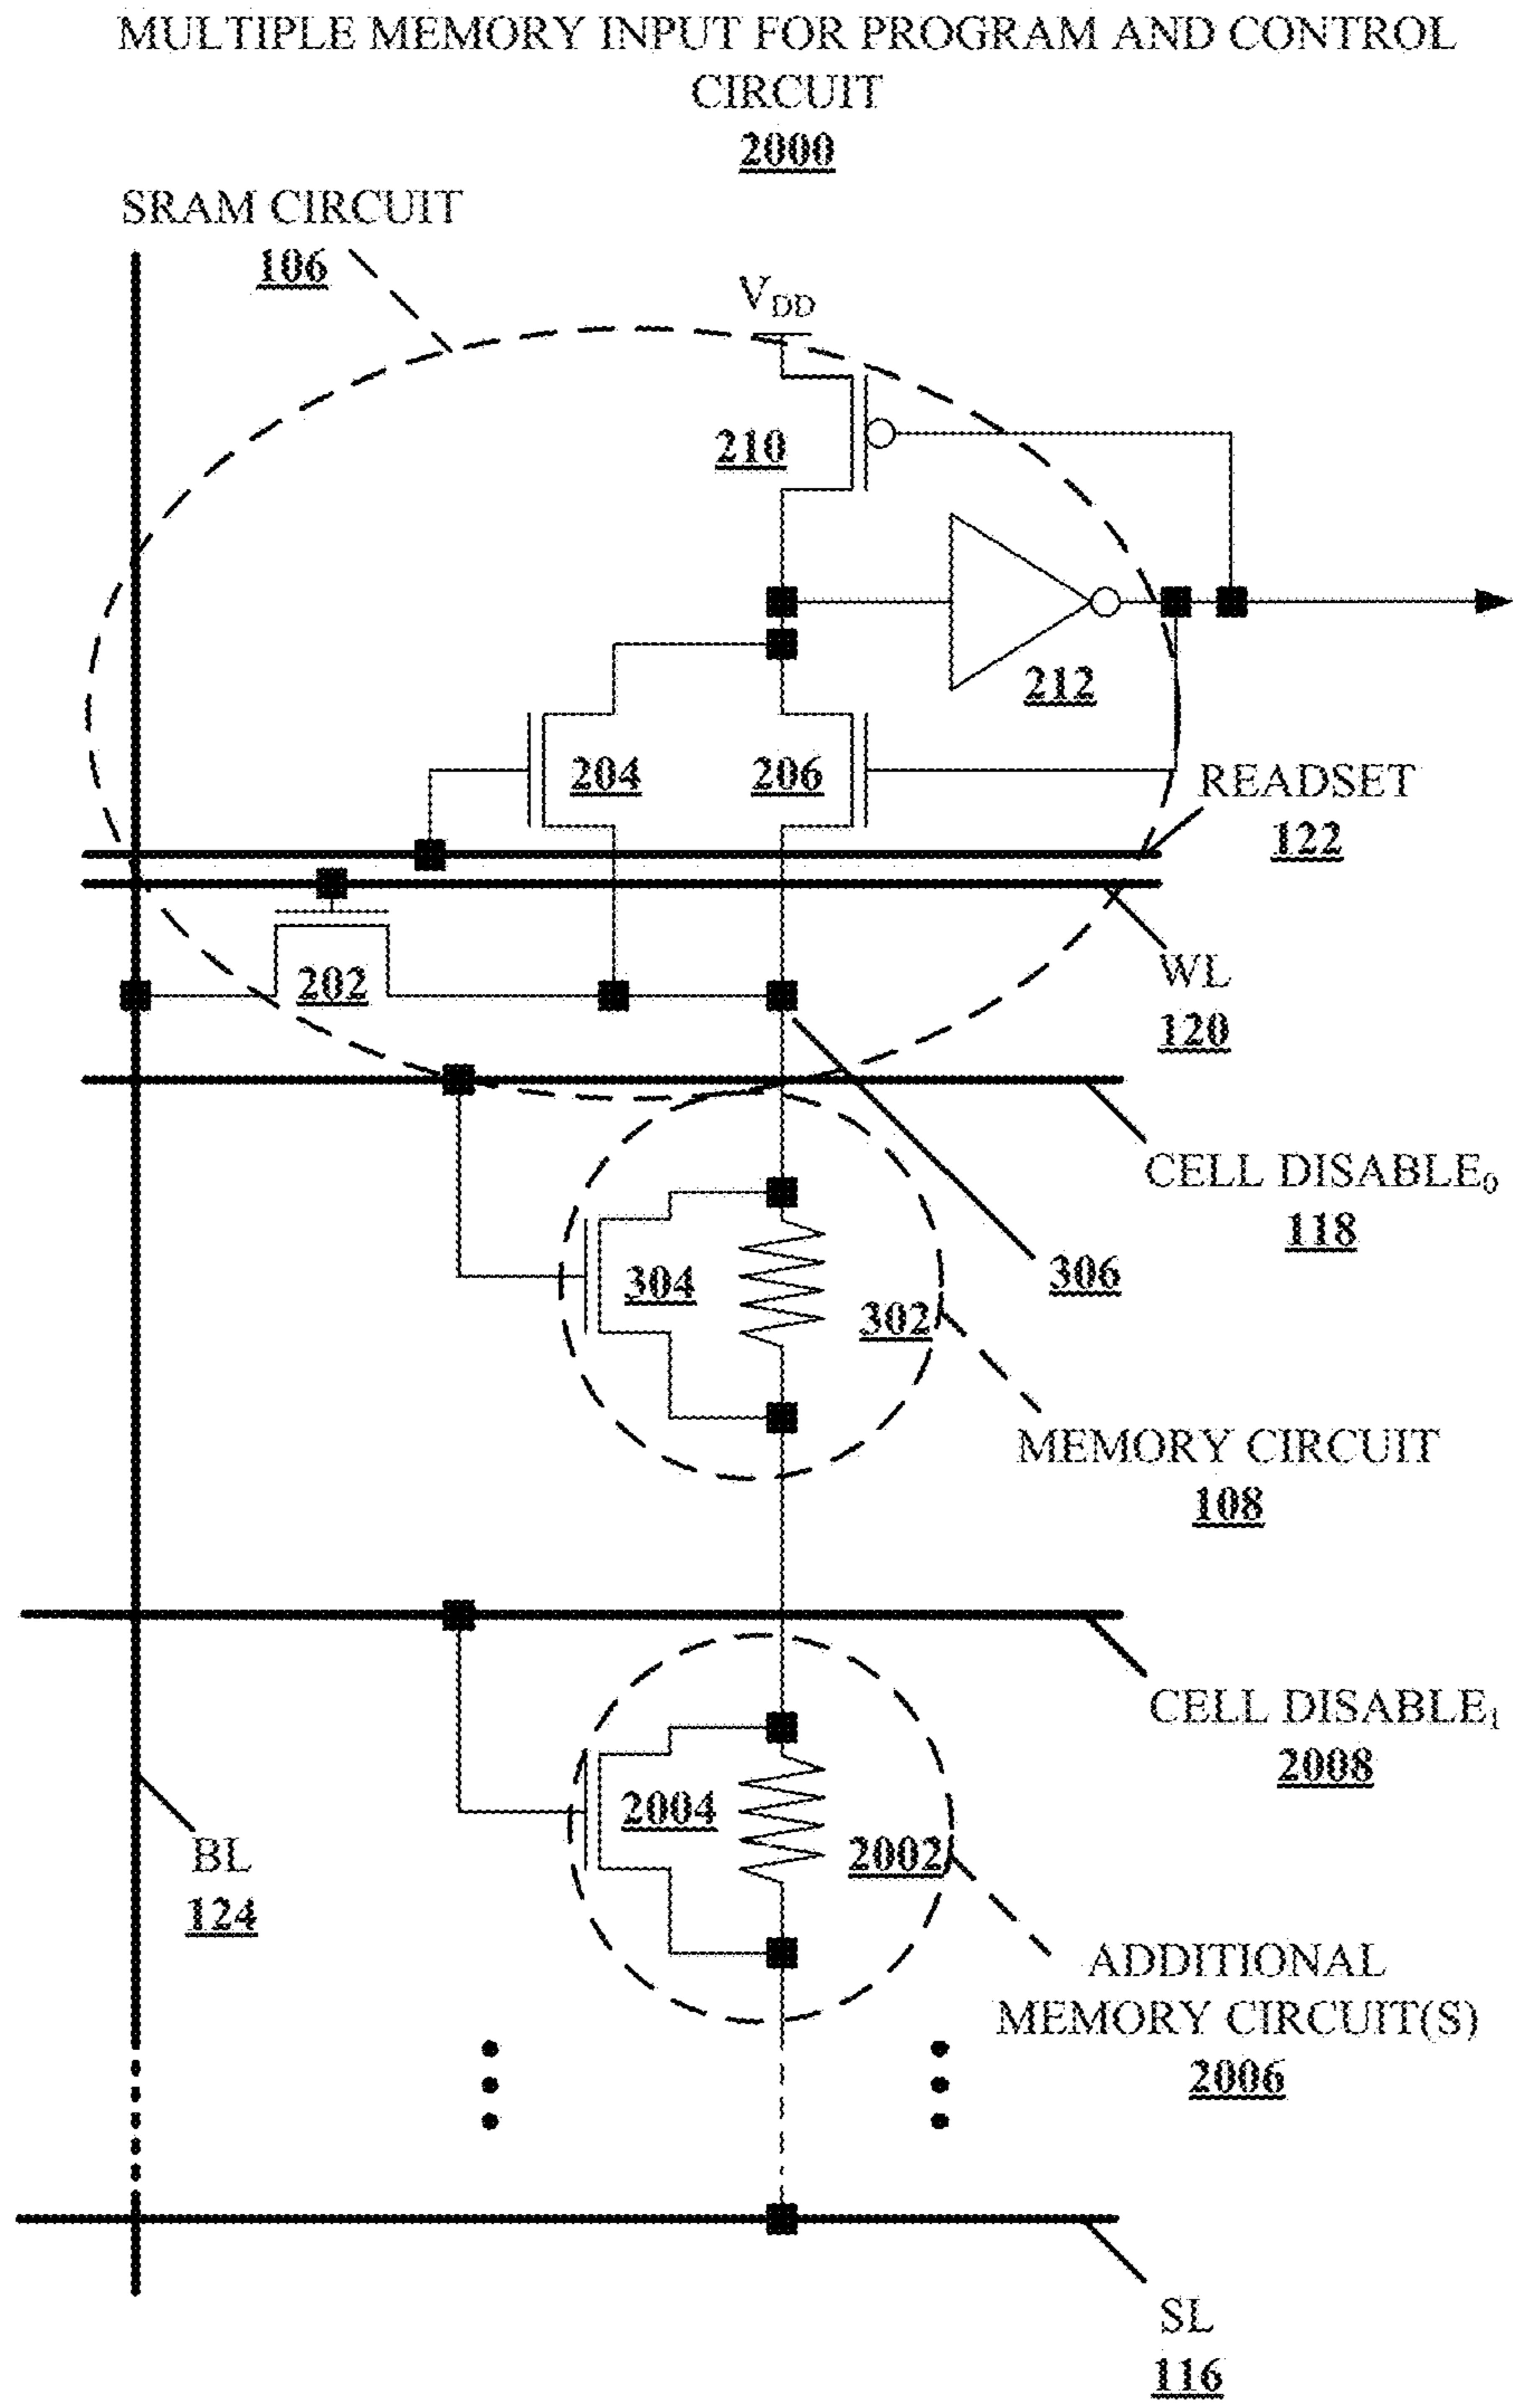 MULTIPLE MEMORY INPUT FOR PROGRAM AND CONTROL
CIRCUIT
2000
SRAM CIRCUIT
106
VDD
210
212
204
206
READSET
122
202
WL
120
CELL DISABLE0
118
304
302
306
MEMORY CIRCUIT
108
CELL DISABLE1
2008
2004
2002
BL
124
ADDITIONAL
MEMORY CIRCUIT(S)
2006
SL
116